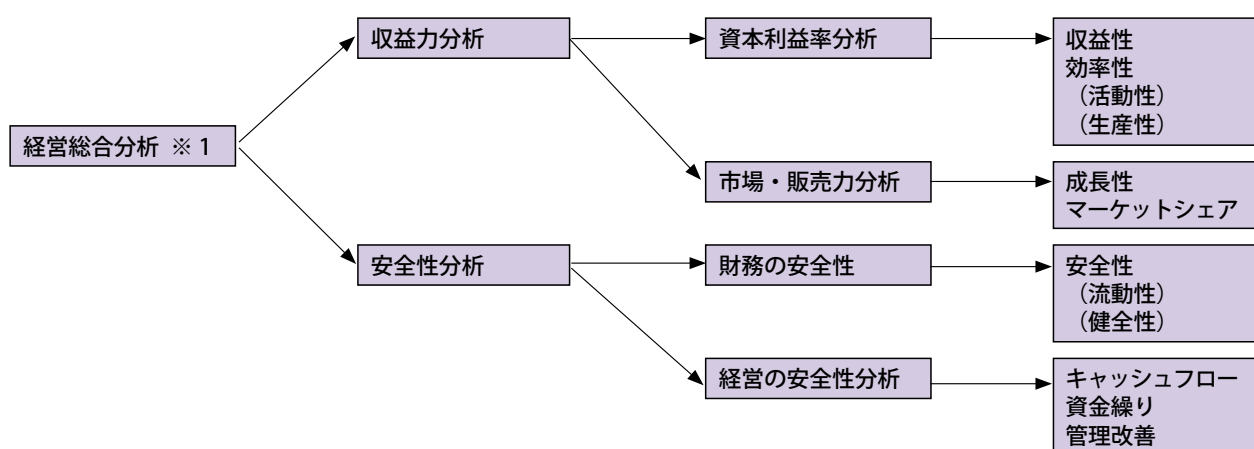 経営総合分析 ※1
収益力分析
資本利益率分析
収益性
効率性
（活動性）
（生産性）
市場・販売力分析
成長性
マーケットシェア
安全性分析
財務の安全性
安全性
（流動性）
（健全性）
経営の安全性分析
キャッシュフロー
資金繰り
管理改善